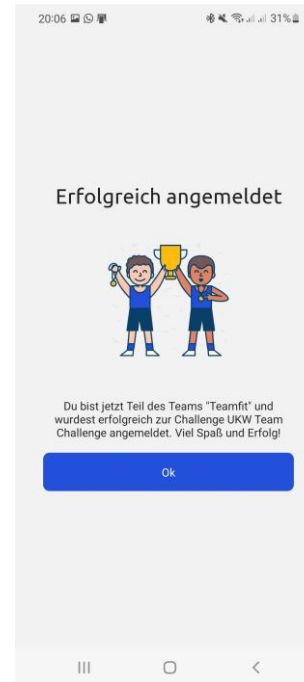 20:06 31%
Erfolgreich angemeldet
Du bist jetzt Teil des Teams "Teamfit" und
wurdest erfolgreich zur Challenge UKW Team
Challenge angemeldet. Viel Spaß und Erfolg!
Ok